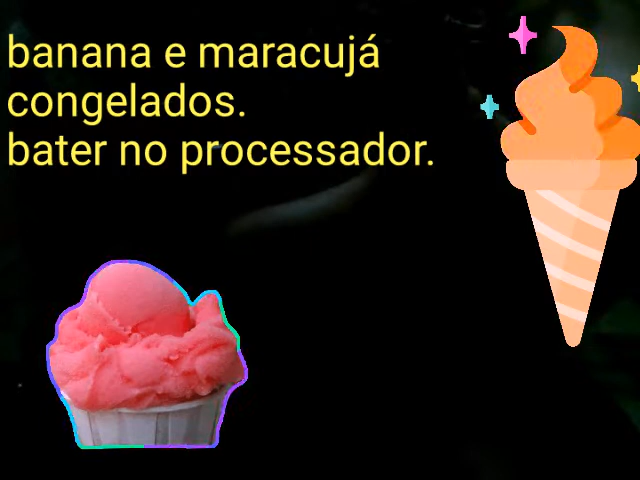 banana e maracujá
congelados.
bater no processador.